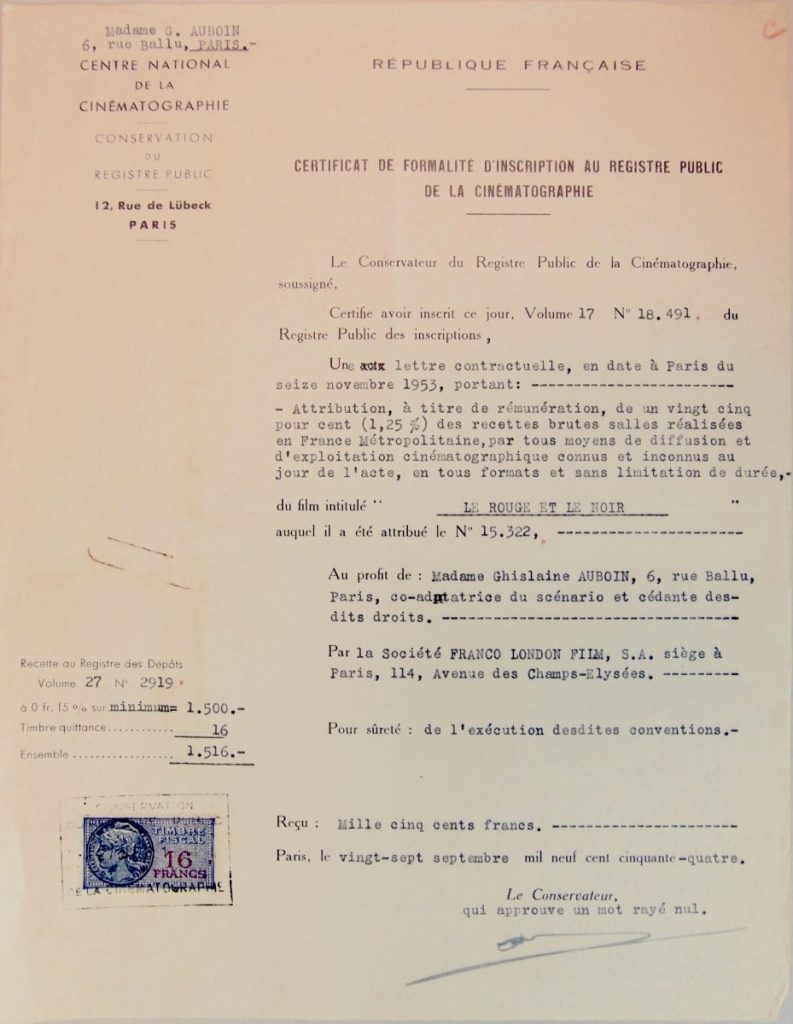 Madame G. AUBOIN
6, rue Ballu, PARIS.-
CENTRE NATIONAL
DE LA
CINÉMATOGRAPHIE
CONSERVATION
DU
REGISTRE PUBLIC
12, Rue de Lübeck
PARIS
RÉPUBLIQUE FRANÇAISE
CERTIFICAT DE FORMALITÉ D'INSCRIPTION AU REGISTRE PUBLIC
DE LA CINÉMATOGRAPHIE
Le Conservateur du Registre Public de la Cinématographie,
soussigné,
Certifie avoir inscrit ce jour, Volume 17 N° 18.491. du
Registre Public des inscriptions,
Une lettre contractuelle, en date à Paris du
seize novembre 1953, portant: -----------------------
- Attribution, à titre de rémunération, de un vingt cinq
pour cent (1,25 %) des recettes brutes salles réalisées
en France Métropolitaine,par tous moyens de diffusion et
d'exploitation cinématographique connus et inconnus au
jour de l'acte, en tous formats et sans limitation de durée,-
du film intitulé " LE ROUGE ET LE NOIR "
auquel il a été attribué le N° 15.322, ---------------------
Au profit de : Madame Ghislaine AUBOIN, 6, rue Ballu,
Paris, co-adaptatrice du scénario et cédante des-
dits droits. ---------------------------------
Par la Société FRANCO LONDON FILM, S.A. siège à
Paris, 114, Avenue des Champs-Elysées. ---------
Pour sûreté : de l'exécution desdites conventions.-
Recette au Registre des Dépôts
Volume 27 N° 2919.
à 0 fr. 15 % sur minimum= 1.500.-
Timbre quittance............ 16
Ensemble................ 1.516.-
CONSERVATION
TIMBRE
FISCAL
16
FRANCS
DE LA CINÉMATOGRAPHIE
Reçu : Mille cinq cents francs. ---------------------
Paris, le vingt-sept septembre mil neuf cent cinquante-quatre.
Le Conservateur,
qui approuve un mot rayé nul.